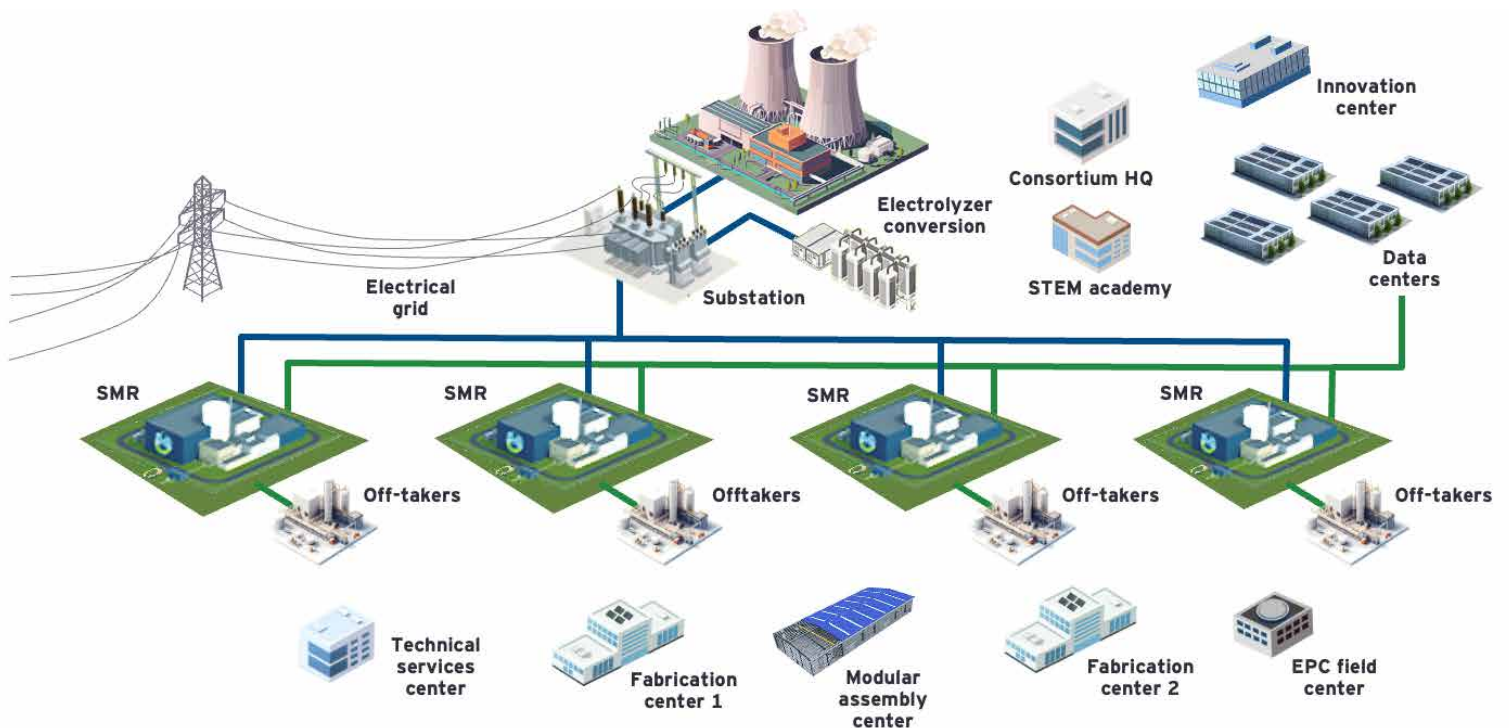 Innovation
center
Consortium HQ
Electrolyzer
conversion
STEM academy
Data
centers
Electrical
grid
Substation
SMR
SMR
SMR
SMR
Off-takers
Offtakers
Off-takers
Off-takers
Technical
services
center
Fabrication
center 1
Modular
assembly
center
Fabrication
center 2
EPC field
center